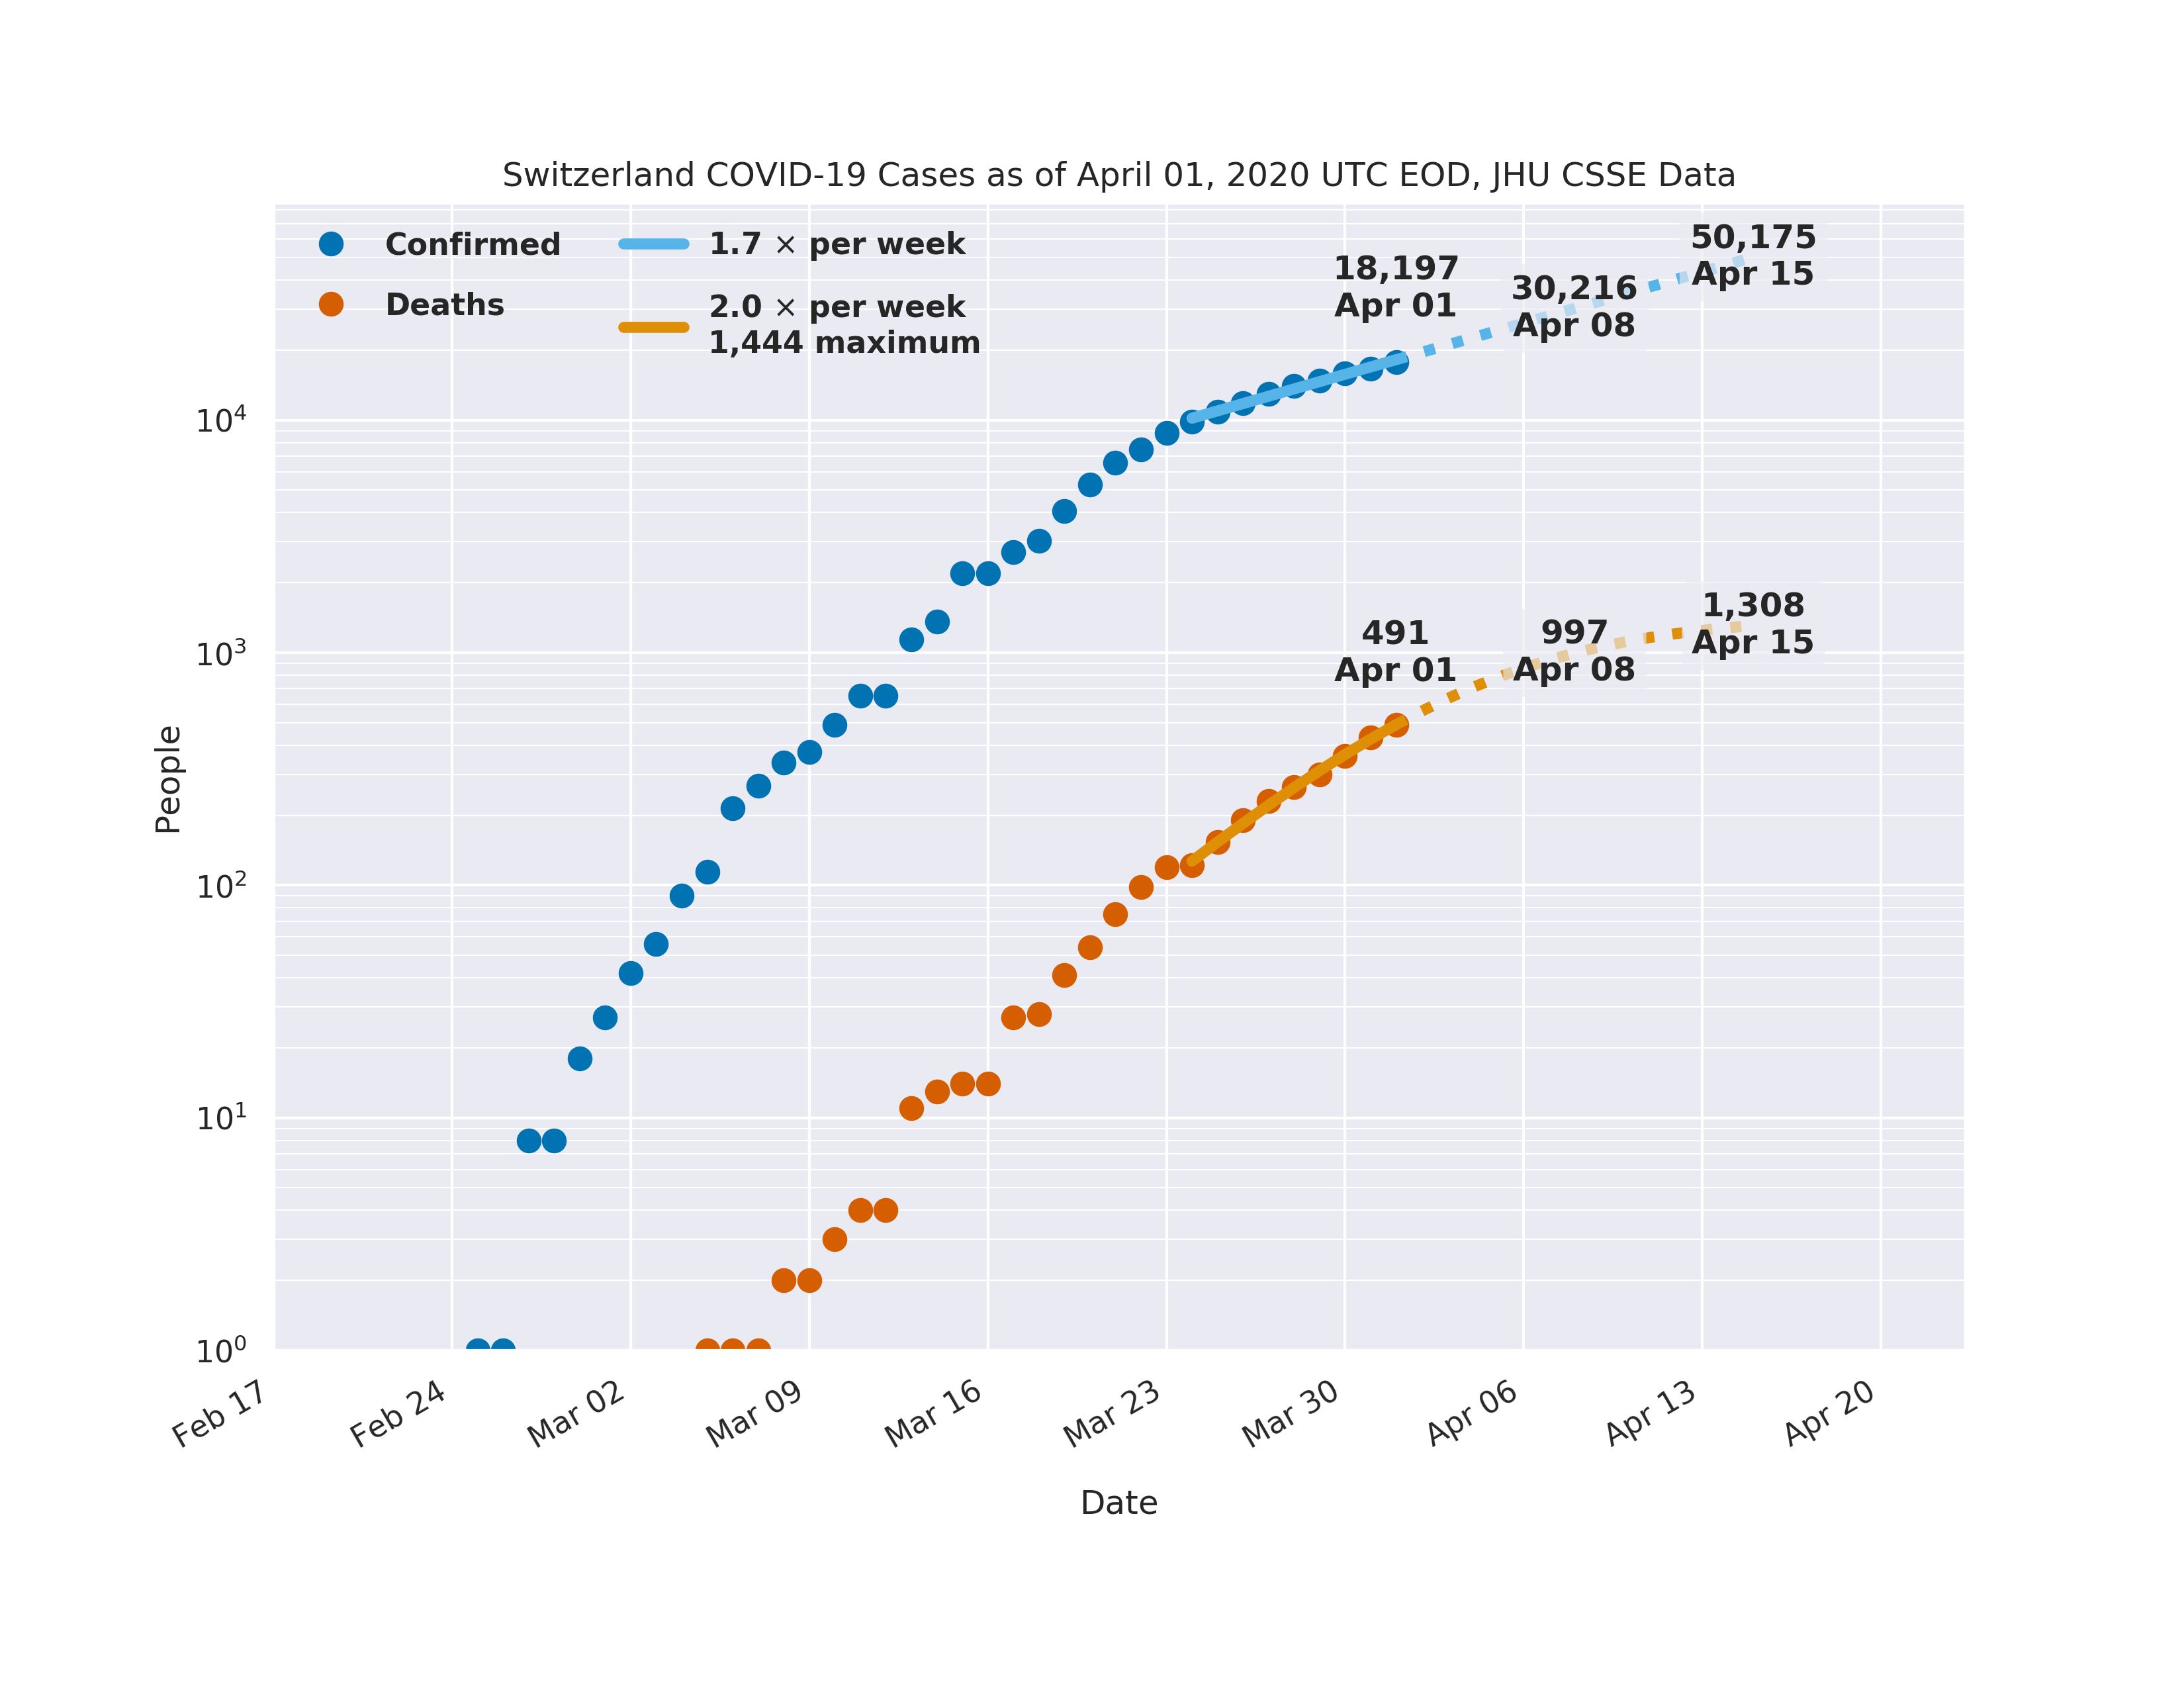 Switzerland COVID-19 Cases as of April 01, 2020 UTC EOD, JHU CSSE Data
Confirmed
Deaths
1.7 × per week
2.0 × per week
1,444 maximum
18,197
Apr 01
30,216
Apr 08
50,175
Apr 15
491
Apr 01
997
Apr 08
1,308
Apr 15
People
10⁴
10³
10²
10¹
10⁰
Feb 17
Feb 24
Mar 02
Mar 09
Mar 16
Mar 23
Mar 30
Apr 06
Apr 13
Apr 20
Date